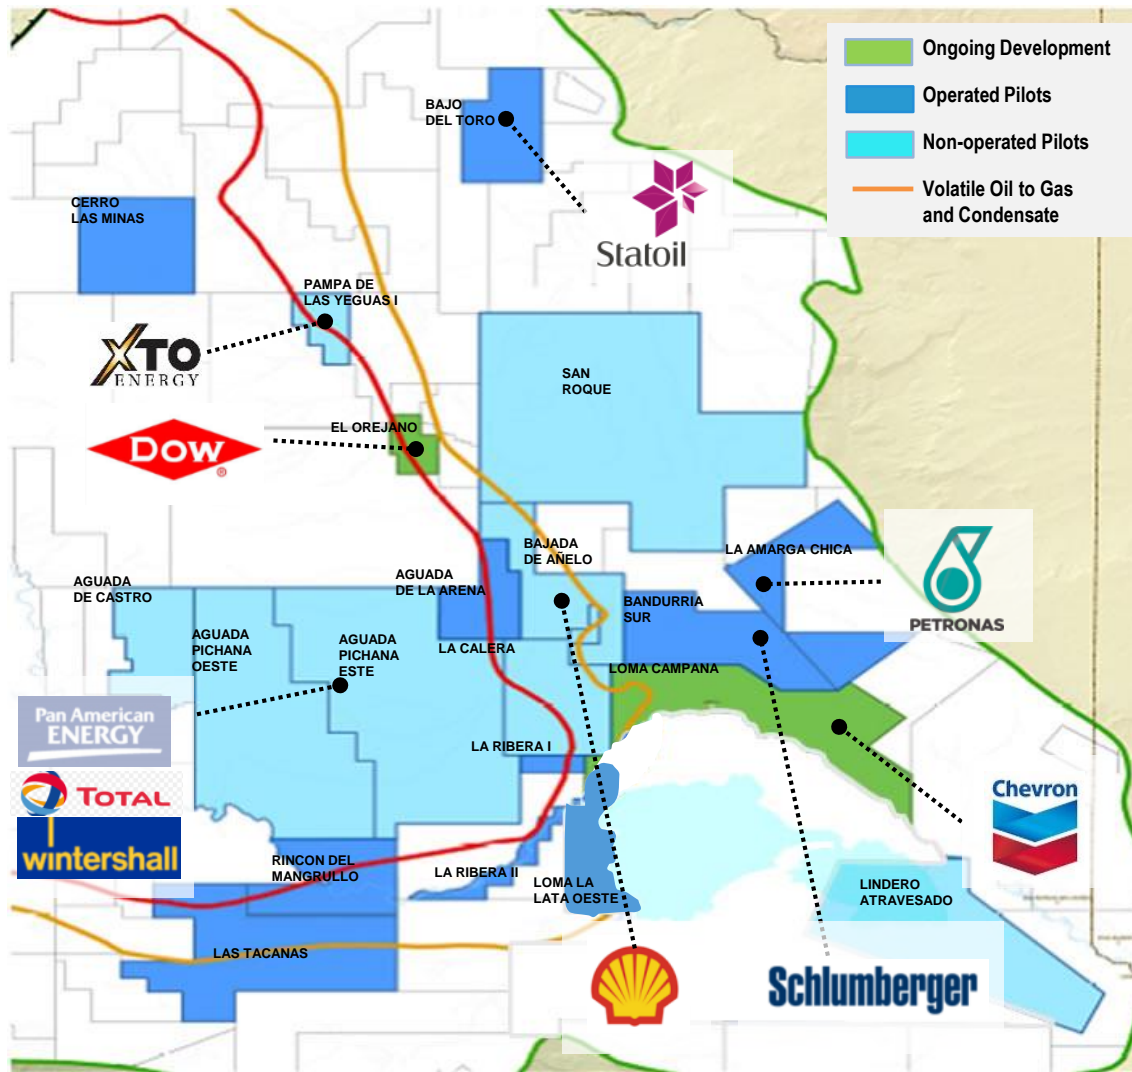 Ongoing Development
Operated Pilots
Non-operated Pilots
Volatile Oil to Gas
and Condensate
BAJO
DEL TORO
Statoil
CERRO
LAS MINAS
PAMPA DE
LAS YEGUAS I
XTO
ENERGY
SAN
ROQUE
EL OREJANO
DOW
®
BAJADA
DE AÑELO
LA AMARGA CHICA
PETRONAS
AGUADA
DE CASTRO
AGUADA
DE LA ARENA
BANDURRIA
SUR
AGUADA
PICHANA
OESTE
AGUADA
PICHANA
ESTE
LA CALERA
LOMA CAMPANA
Pan American
ENERGY
LA RIBERA I
TOTAL
wintershall
Chevron
RINCON DEL
MANGRULLO
LA RIBERA II
LOMA LA
LATA OESTE
LINDERO
ATRAVESADO
LAS TACANAS
Schlumberger